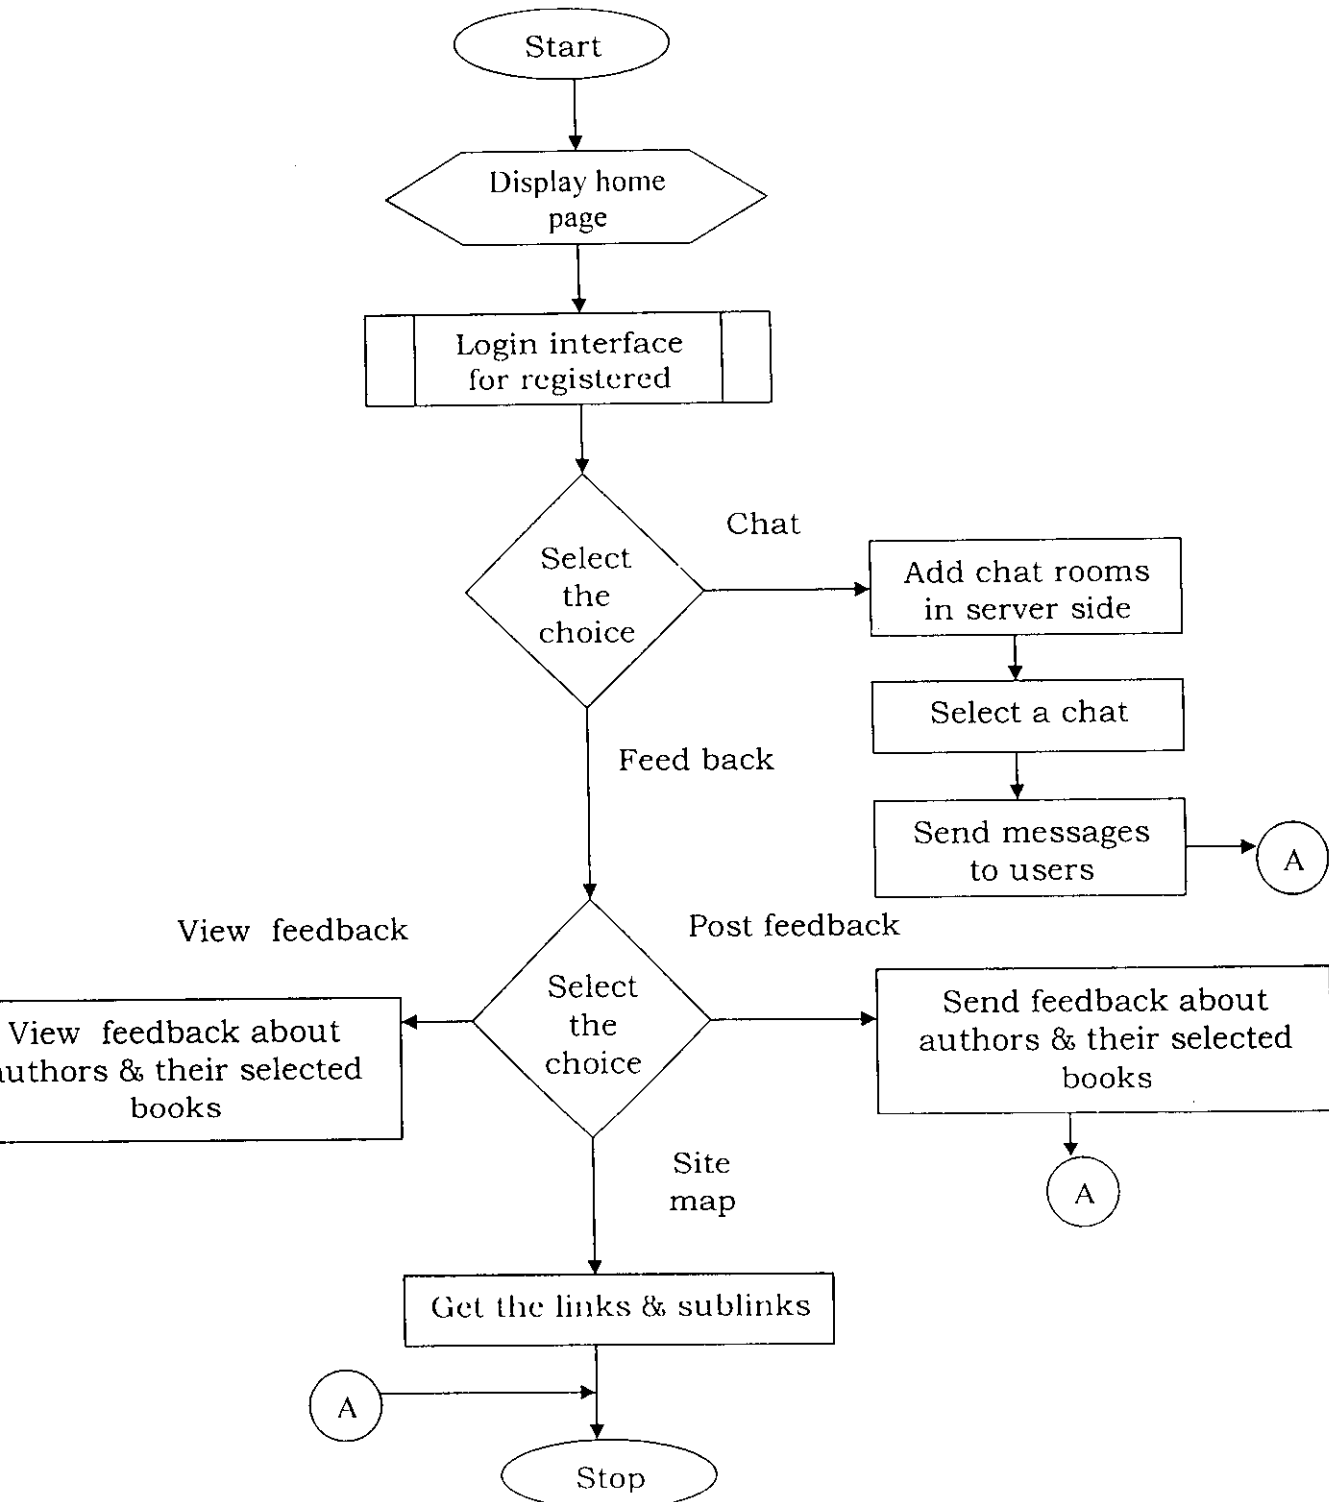 Start
Display home
page
Login interface
for registered
Select
the
choice
Chat
Add chat rooms
in server side
Select a chat
Feed back
Send messages
to users
A
View feedback
Post feedback
Select
the
choice
View feedback about
authors & their selected
books
Send feedback about
authors & their selected
books
A
Site
map
Get the links & sublinks
A
Stop